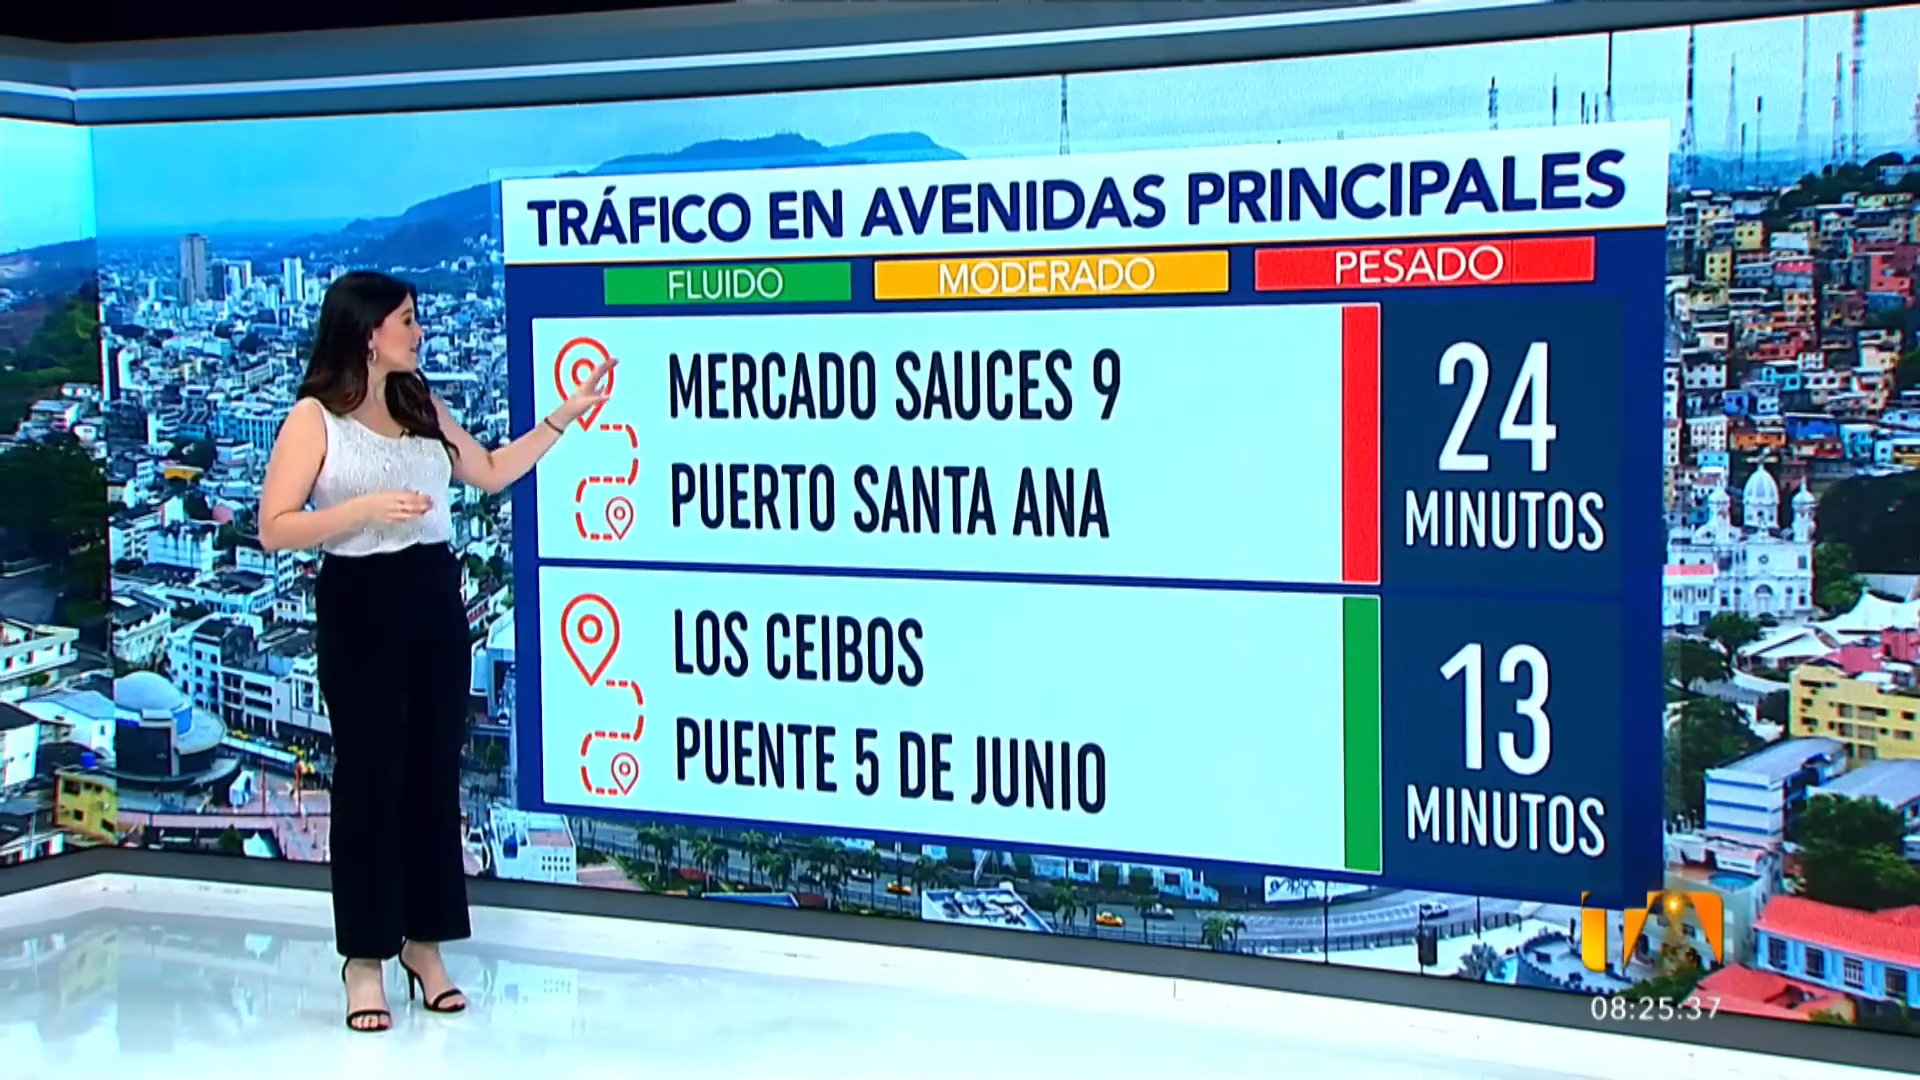 TRÁFICO EN AVENIDAS PRINCIPALES
FLUIDO
MODERADO
PESADO
MERCADO SAUCES 9
PUERTO SANTA ANA
24
MINUTOS
LOS CEIBOS
PUENTE 5 DE JUNIO
13
MINUTOS
08:25:37